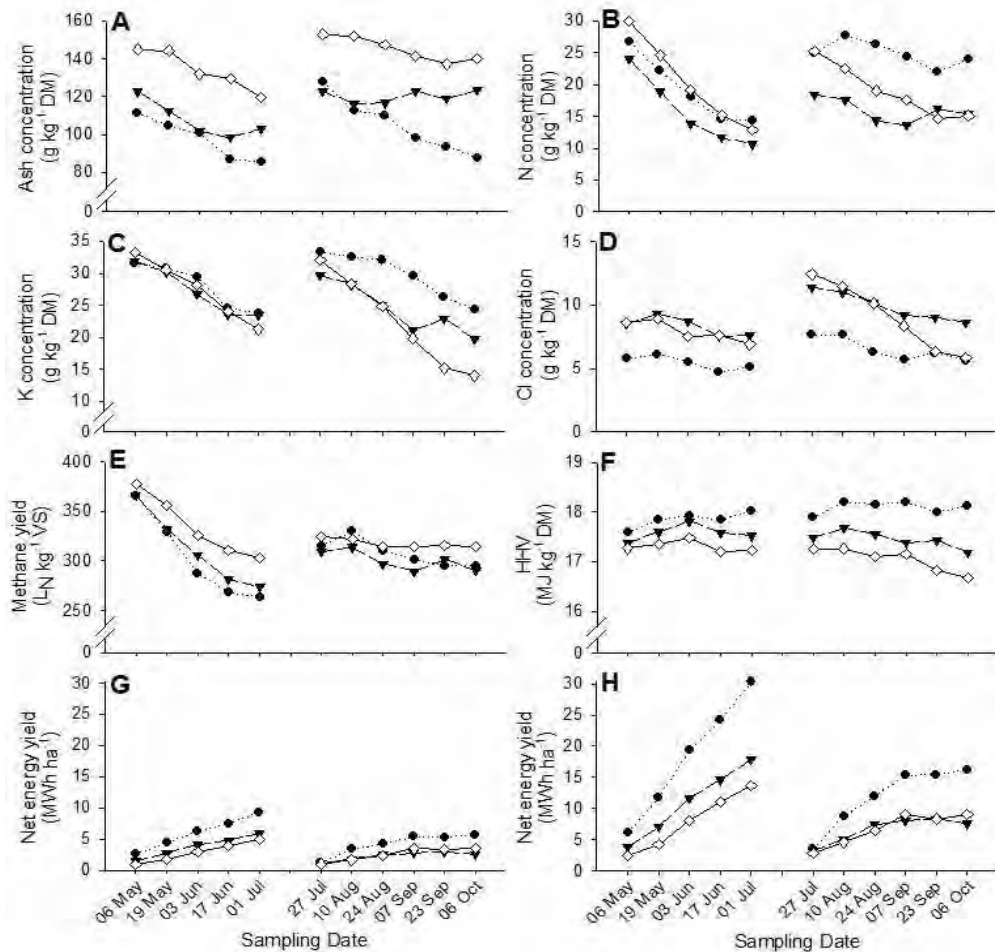 A
Ash concentration
(g kg⁻¹ DM)
160
140
120
100
80
0
B
N concentration
(g kg⁻¹ DM)
30
25
20
15
10
5
0
C
K concentration
(g kg⁻¹ DM)
35
30
25
20
15
10
0
D
Cl concentration
(g kg⁻¹ DM)
15
10
5
0
E
Methane yield
(LN kg⁻¹ VS)
400
350
300
250
0
F
HHV
(MJ kg⁻¹ DM)
19
18
17
16
0
G
Net energy yield
(MWh ha⁻¹)
30
25
20
15
10
5
0
06 May
19 May
03 Jun
17 Jun
01 Jul
27 Jul
10 Aug
24 Aug
07 Sep
23 Sep
06 Oct
Sampling Date
H
Net energy yield
(MWh ha⁻¹)
30
25
20
15
10
5
0
06 May
19 May
03 Jun
17 Jun
01 Jul
27 Jul
10 Aug
24 Aug
07 Sep
23 Sep
06 Oct
Sampling Date